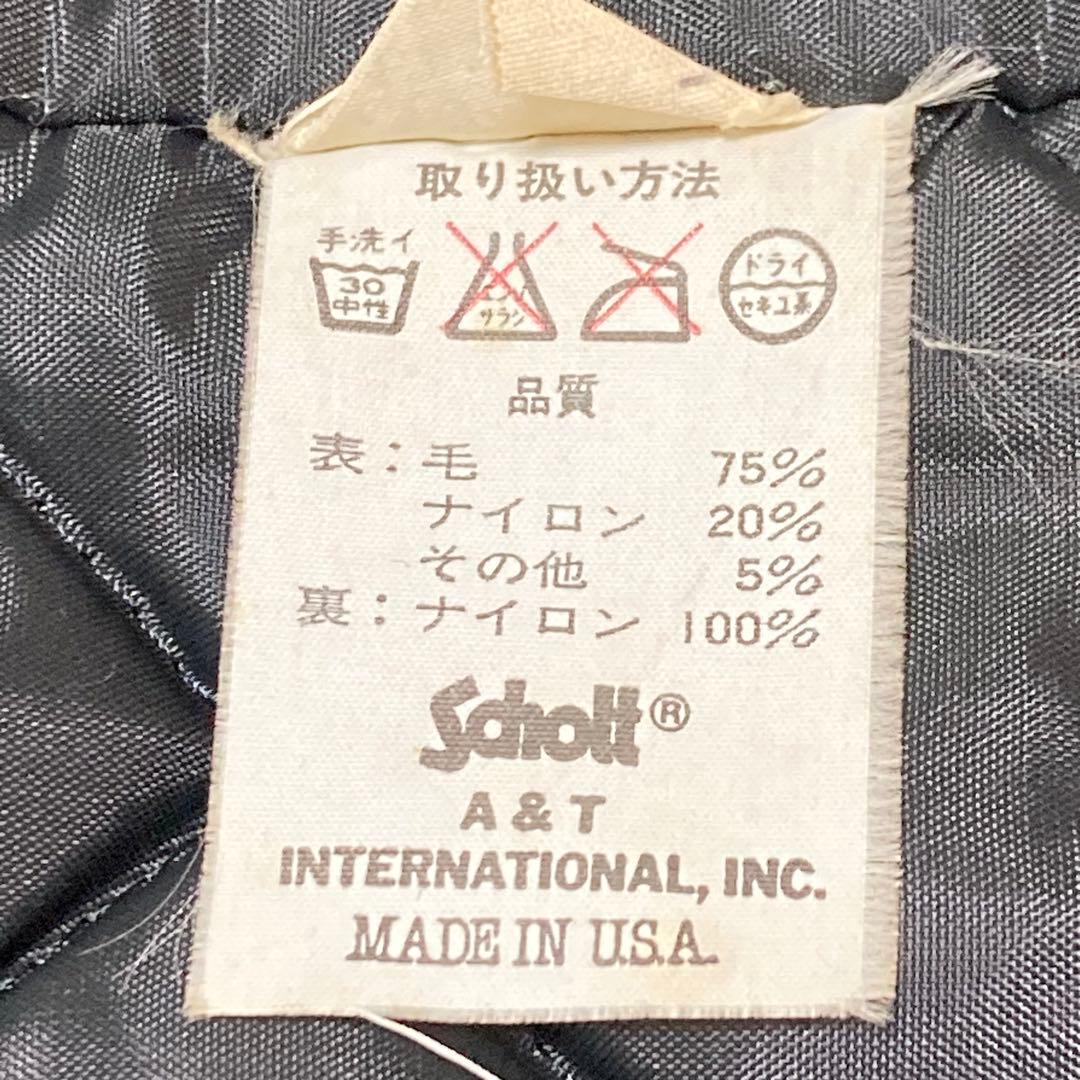 取り扱い方法
手洗イ
30
中性
サラシ
ドライ
セキユ系
品質
表：毛 75%
ナイロン 20%
その他 5%
裏：ナイロン 100%
Schott®
A & T
INTERNATIONAL, INC.
MADE IN U.S.A.